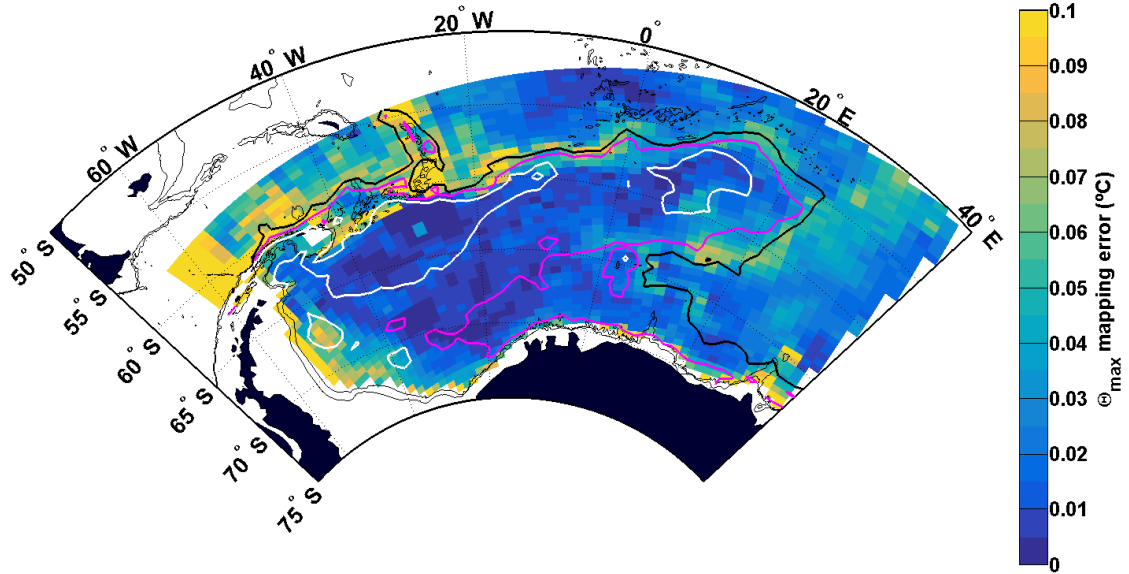 60° W
40° W
20° W
0°
20° E
40° E
50° S
55° S
60° S
65° S
70° S
75° S
0.1
0.09
0.08
0.07
0.06
0.05
0.04
0.03
0.02
0.01
0
Θmax mapping error (ºC)